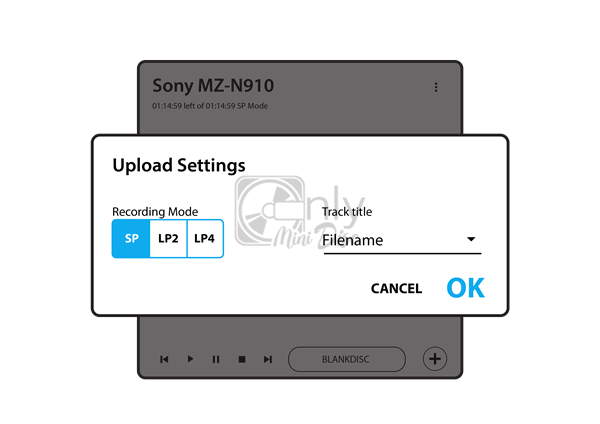 Sony MZ-N910
01:14:59 left of 01:14:59 SP Mode
Upload Settings
Recording Mode
Track title
SP LP2 LP4
Filename
Only
Mini Disc
CANCEL OK
BLANKDISC